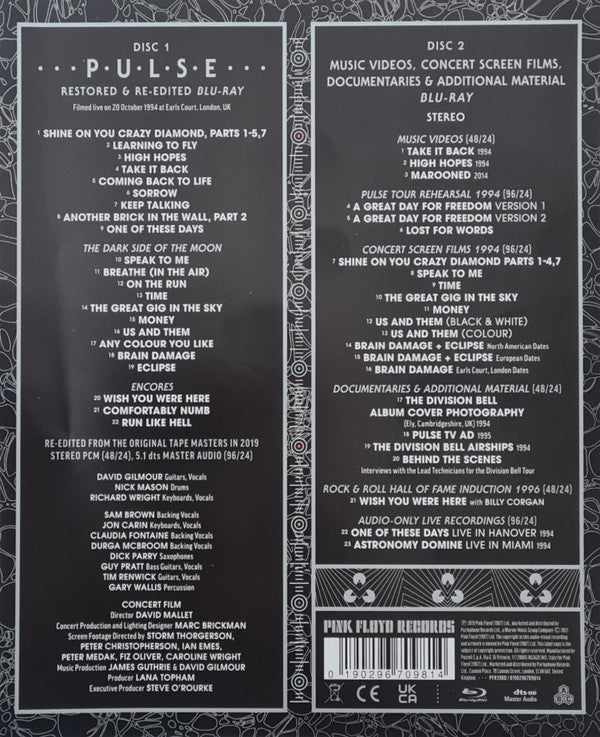 DISC 1
· · · P·U·L·S·E · · ·
RESTORED & RE-EDITED BLU-RAY
Filmed live on 20 October 1994 at Earls Court, London, UK
1 SHINE ON YOU CRAZY DIAMOND, PARTS 1-5,7
2 LEARNING TO FLY
3 HIGH HOPES
4 TAKE IT BACK
5 COMING BACK TO LIFE
6 SORROW
7 KEEP TALKING
8 ANOTHER BRICK IN THE WALL, PART 2
9 ONE OF THESE DAYS
THE DARK SIDE OF THE MOON
10 SPEAK TO ME
11 BREATHE (IN THE AIR)
12 ON THE RUN
13 TIME
14 THE GREAT GIG IN THE SKY
15 MONEY
16 US AND THEM
17 ANY COLOUR YOU LIKE
18 BRAIN DAMAGE
19 ECLIPSE
ENCORES
20 WISH YOU WERE HERE
21 COMFORTABLY NUMB
22 RUN LIKE HELL
RE-EDITED FROM THE ORIGINAL TAPE MASTERS IN 2019
STEREO PCM (48/24), 5.1 dts MASTER AUDIO (96/24)
DAVID GILMOUR Guitars, Vocals
NICK MASON Drums
RICHARD WRIGHT Keyboards, Vocals
SAM BROWN Backing Vocals
JON CARIN Keyboards, Vocals
CLAUDIA FONTAINE Backing Vocals
DURGA MCBROOM Backing Vocals
DICK PARRY Saxophones
GUY PRATT Bass Guitars, Vocals
TIM RENWICK Guitars, Vocals
GARY WALLIS Percussion
CONCERT FILM
Director DAVID MALLET
Concert Production and Lighting Designer MARC BRICKMAN
Screen Footage Directed by STORM THORGERSON,
PETER CHRISTOPHERSON, IAN EMES,
PETER MEDAK, FIZ OLIVER, CAROLINE WRIGHT
Music Production JAMES GUTHRIE & DAVID GILMOUR
Producer LANA TOPHAM
Executive Producer STEVE O'ROURKE
DISC 2
MUSIC VIDEOS, CONCERT SCREEN FILMS,
DOCUMENTARIES & ADDITIONAL MATERIAL
BLU-RAY
STEREO
MUSIC VIDEOS (48/24)
1 TAKE IT BACK 1994
2 HIGH HOPES 1994
3 MAROONED 2014
PULSE TOUR REHEARSAL 1994 (96/24)
4 A GREAT DAY FOR FREEDOM VERSION 1
5 A GREAT DAY FOR FREEDOM VERSION 2
6 LOST FOR WORDS
CONCERT SCREEN FILMS 1994 (96/24)
7 SHINE ON YOU CRAZY DIAMOND PARTS 1-4,7
8 SPEAK TO ME
9 TIME
10 THE GREAT GIG IN THE SKY
11 MONEY
12 US AND THEM (BLACK & WHITE)
13 US AND THEM (COLOUR)
14 BRAIN DAMAGE + ECLIPSE North American Dates
15 BRAIN DAMAGE + ECLIPSE European Dates
16 BRAIN DAMAGE Earls Court, London Dates
DOCUMENTARIES & ADDITIONAL MATERIAL (48/24)
17 THE DIVISION BELL
ALBUM COVER PHOTOGRAPHY
(Ely, Cambridgeshire, UK) 1994
18 PULSE TV AD 1995
19 THE DIVISION BELL AIRSHIPS 1994
20 BEHIND THE SCENES
Interviews with the Lead Technicians for the Division Bell Tour
ROCK & ROLL HALL OF FAME INDUCTION 1996 (48/24)
21 WISH YOU WERE HERE with BILLY CORGAN
AUDIO-ONLY LIVE RECORDINGS (96/24)
22 ONE OF THESE DAYS LIVE IN HANOVER 1994
23 ASTRONOMY DOMINE LIVE IN MIAMI 1994
PINK FLOYD RECORDS
0 190296 709814
CE UK CA
Blu-ray
dts-HD
Master Audio